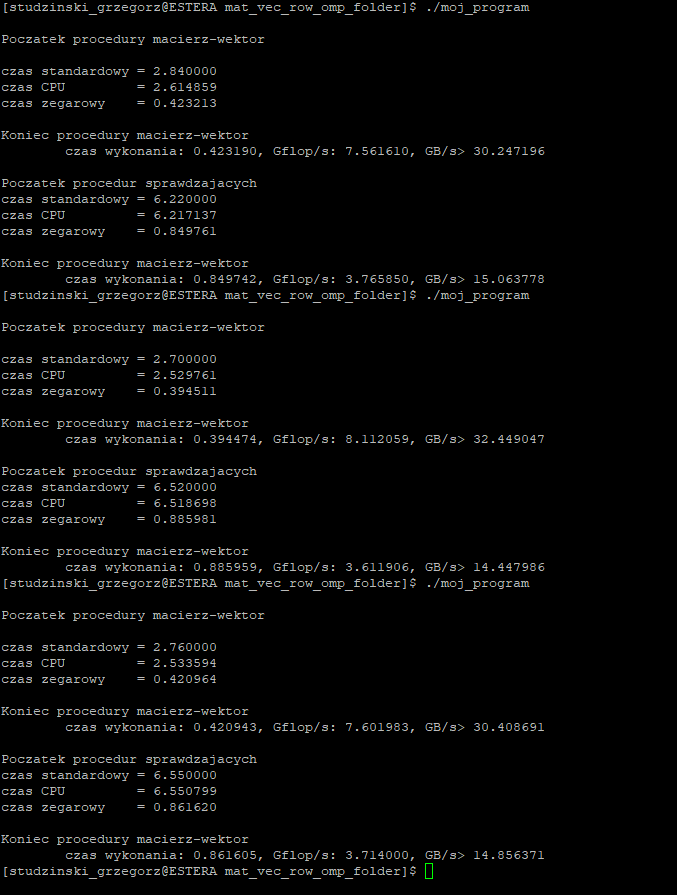 [studzinski_grzegorz@ESTERA mat_vec_row_omp_folder]$ ./moj_program
Poczatek procedury macierz-wektor
czas standardowy = 2.840000
czas CPU         = 2.614859
czas zegarowy    = 0.423213
Koniec procedury macierz-wektor
        czas wykonania: 0.423190, Gflop/s: 7.561610, GB/s> 30.247196
Poczatek procedur sprawdzajacych
czas standardowy = 6.220000
czas CPU         = 6.217137
czas zegarowy    = 0.849761
Koniec procedury macierz-wektor
        czas wykonania: 0.849742, Gflop/s: 3.765850, GB/s> 15.063778
[studzinski_grzegorz@ESTERA mat_vec_row_omp_folder]$ ./moj_program
Poczatek procedury macierz-wektor
czas standardowy = 2.700000
czas CPU         = 2.529761
czas zegarowy    = 0.394511
Koniec procedury macierz-wektor
        czas wykonania: 0.394474, Gflop/s: 8.112059, GB/s> 32.449047
Poczatek procedur sprawdzajacych
czas standardowy = 6.520000
czas CPU         = 6.518698
czas zegarowy    = 0.885981
Koniec procedury macierz-wektor
        czas wykonania: 0.885959, Gflop/s: 3.611906, GB/s> 14.447986
[studzinski_grzegorz@ESTERA mat_vec_row_omp_folder]$ ./moj_program
Poczatek procedury macierz-wektor
czas standardowy = 2.760000
czas CPU         = 2.533594
czas zegarowy    = 0.420964
Koniec procedury macierz-wektor
        czas wykonania: 0.420943, Gflop/s: 7.601983, GB/s> 30.408691
Poczatek procedur sprawdzajacych
czas standardowy = 6.550000
czas CPU         = 6.550799
czas zegarowy    = 0.861620
Koniec procedury macierz-wektor
        czas wykonania: 0.861605, Gflop/s: 3.714000, GB/s> 14.856371
[studzinski_grzegorz@ESTERA mat_vec_row_omp_folder]$